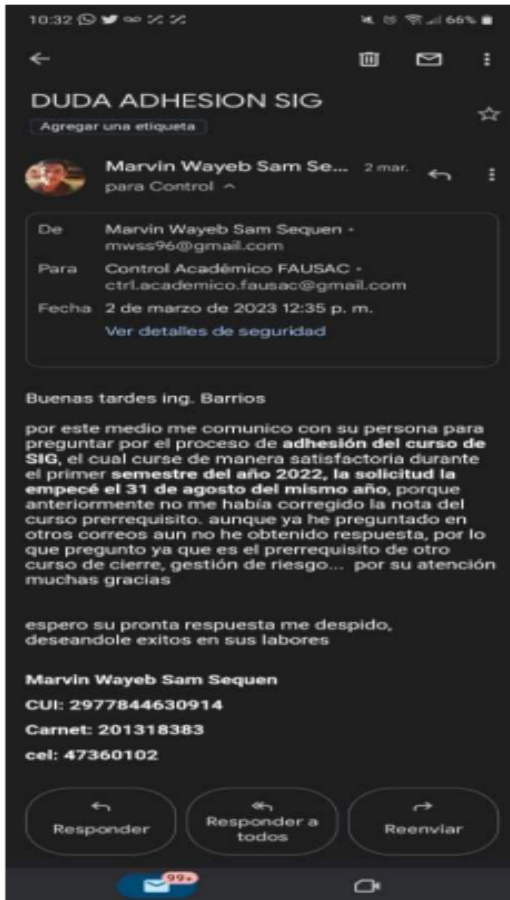 10:32
66%
DUDA ADHESION SIG
Agregar una etiqueta
Marvin Wayeb Sam Se... 2 mar.
para Control
De Marvin Wayeb Sam Sequen •
mwss96@gmail.com
Para Control Académico FAUSAC •
ctrl.academico.fausac@gmail.com
Fecha 2 de marzo de 2023 12:35 p. m.
Ver detalles de seguridad
Buenas tardes ing. Barrios
por este medio me comunico con su persona para
preguntar por el proceso de adhesión del curso de
SIG, el cual curse de manera satisfactoria durante
el primer semestre del año 2022, la solicitud la
empecé el 31 de agosto del mismo año, porque
anteriormente no me había corregido la nota del
curso prerrequisito. aunque ya he preguntado en
otros correos aun no he obtenido respuesta, por lo
que pregunto ya que es el prerrequisito de otro
curso de cierre, gestión de riesgo... por su atención
muchas gracias
espero su pronta respuesta me despido,
deseandole exitos en sus labores
Marvin Wayeb Sam Sequen
CUI: 2977844630914
Carnet: 201318383
cel: 47360102
Responder
Responder a
todos
Reenviar
99+